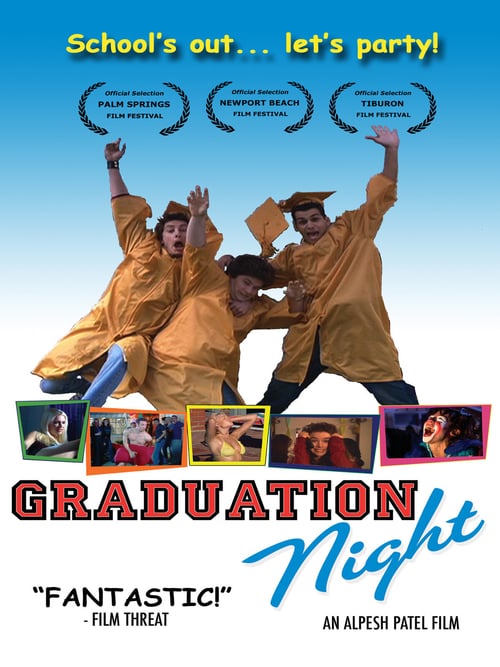 School's out... let's party!
Official Selection
PALM SPRINGS
FILM FESTIVAL
Official Selection
NEWPORT BEACH
FILM FESTIVAL
Official Selection
TIBURON
FILM FESTIVAL
GRADUATION
Night
"FANTASTIC!"
- FILM THREAT
AN ALPESH PATEL FILM